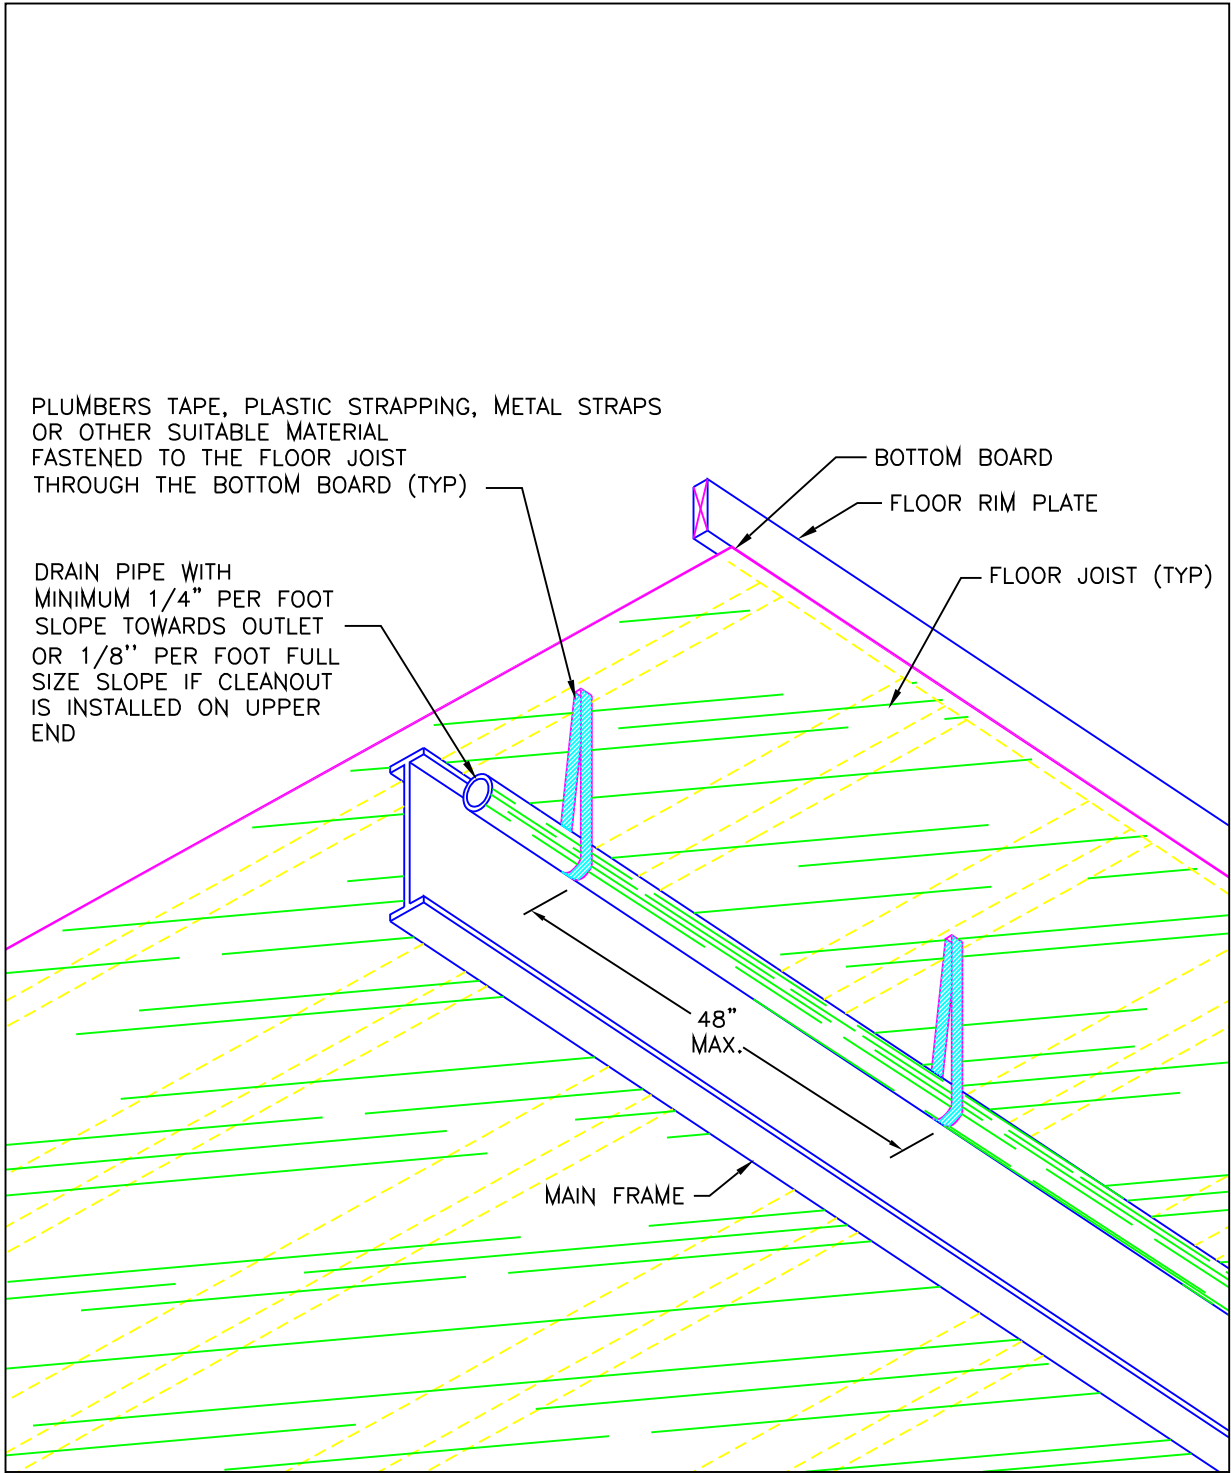 PLUMBERS TAPE, PLASTIC STRAPPING, METAL STRAPS
OR OTHER SUITABLE MATERIAL
FASTENED TO THE FLOOR JOIST
THROUGH THE BOTTOM BOARD (TYP)
BOTTOM BOARD
FLOOR RIM PLATE
FLOOR JOIST (TYP)
DRAIN PIPE WITH
MINIMUM 1/4" PER FOOT
SLOPE TOWARDS OUTLET
OR 1/8'' PER FOOT FULL
SIZE SLOPE IF CLEANOUT
IS INSTALLED ON UPPER
END
48"
MAX.
MAIN FRAME